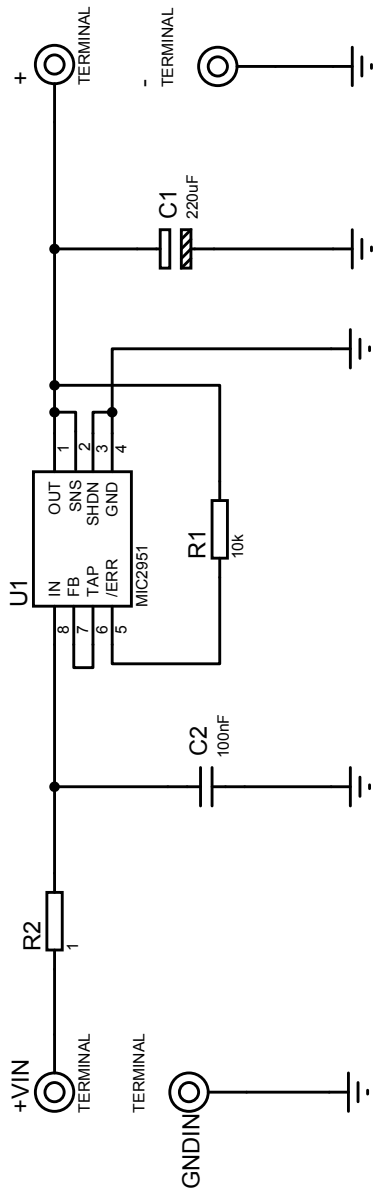 +VIN
TERMINAL
TERMINAL
GNDIN
R2
1
C2
100nF
U1
IN
FB
TAP
/ERR
OUT
SNS
SHDN
GND
8
7
6
5
1
2
3
4
MIC2951
R1
10k
C1
220uF
+
TERMINAL
-
TERMINAL